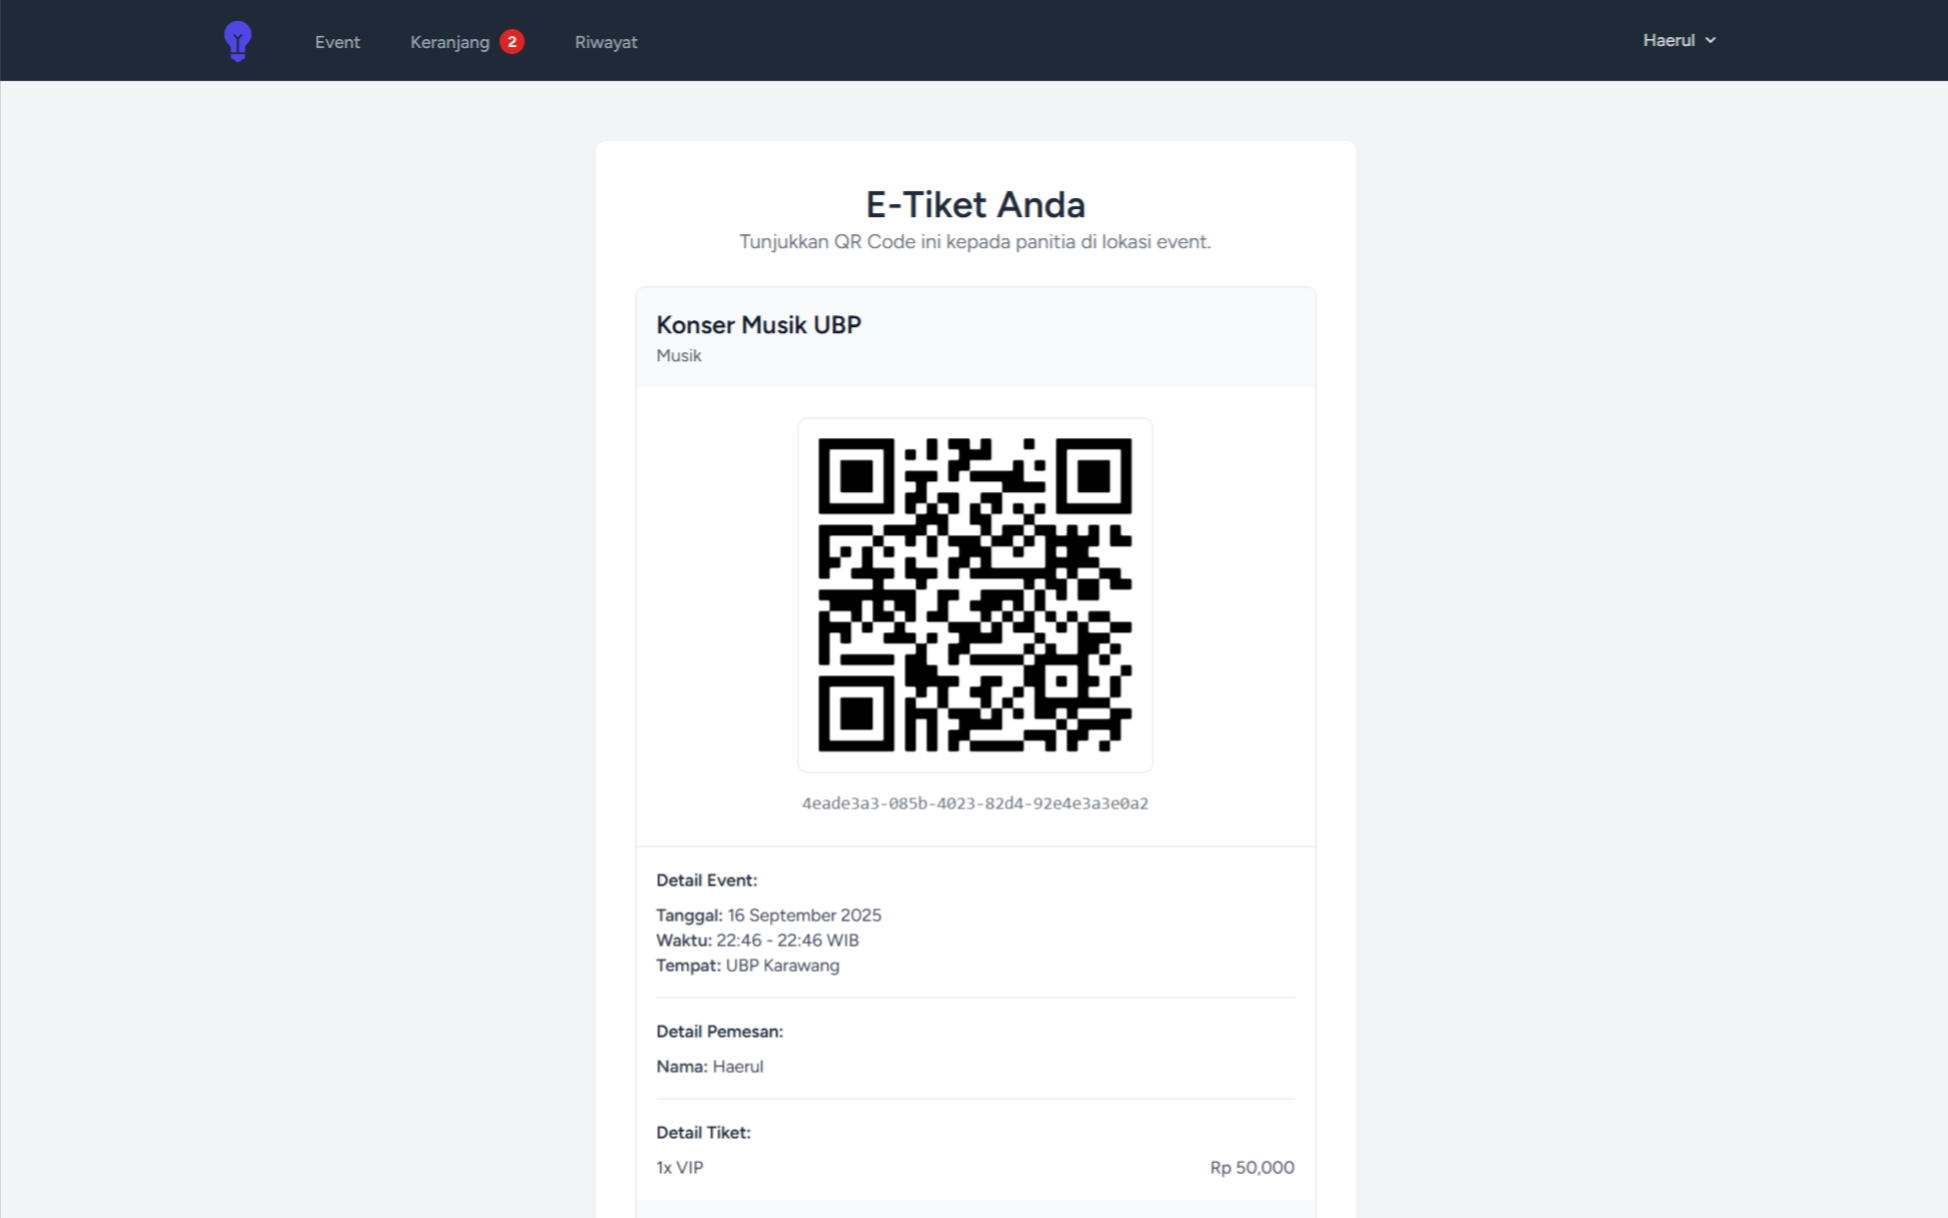 Event
Keranjang 2
Riwayat
Haerul
E-Tiket Anda
Tunjukkan QR Code ini kepada panitia di lokasi event.
Konser Musik UBP
Musik
4eade3a3-085b-4023-82d4-92e4e3a3e0a2
Detail Event:
Tanggal: 16 September 2025
Waktu: 22:46 - 22:46 WIB
Tempat: UBP Karawang
Detail Pemesan:
Nama: Haerul
Detail Tiket:
1x VIP Rp 50,000